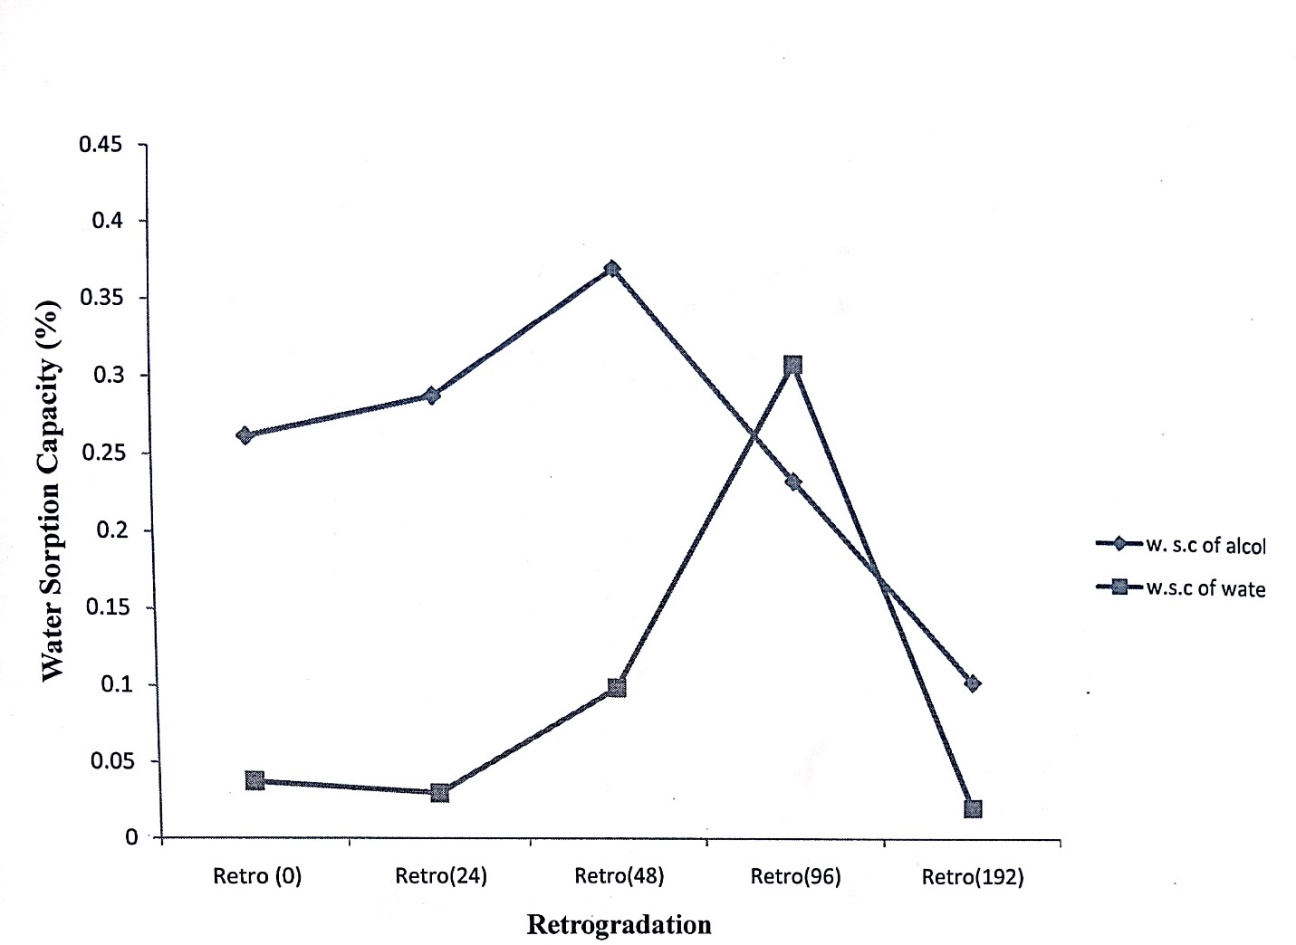 0.45
0.4
0.35
0.3
0.25
0.2
0.15
0.1
0.05
0
Water Sorption Capacity (%)
Retro (0) Retro(24) Retro(48) Retro(96) Retro(192)
Retrogradation
w. s.c of alcol
w.s.c of wate